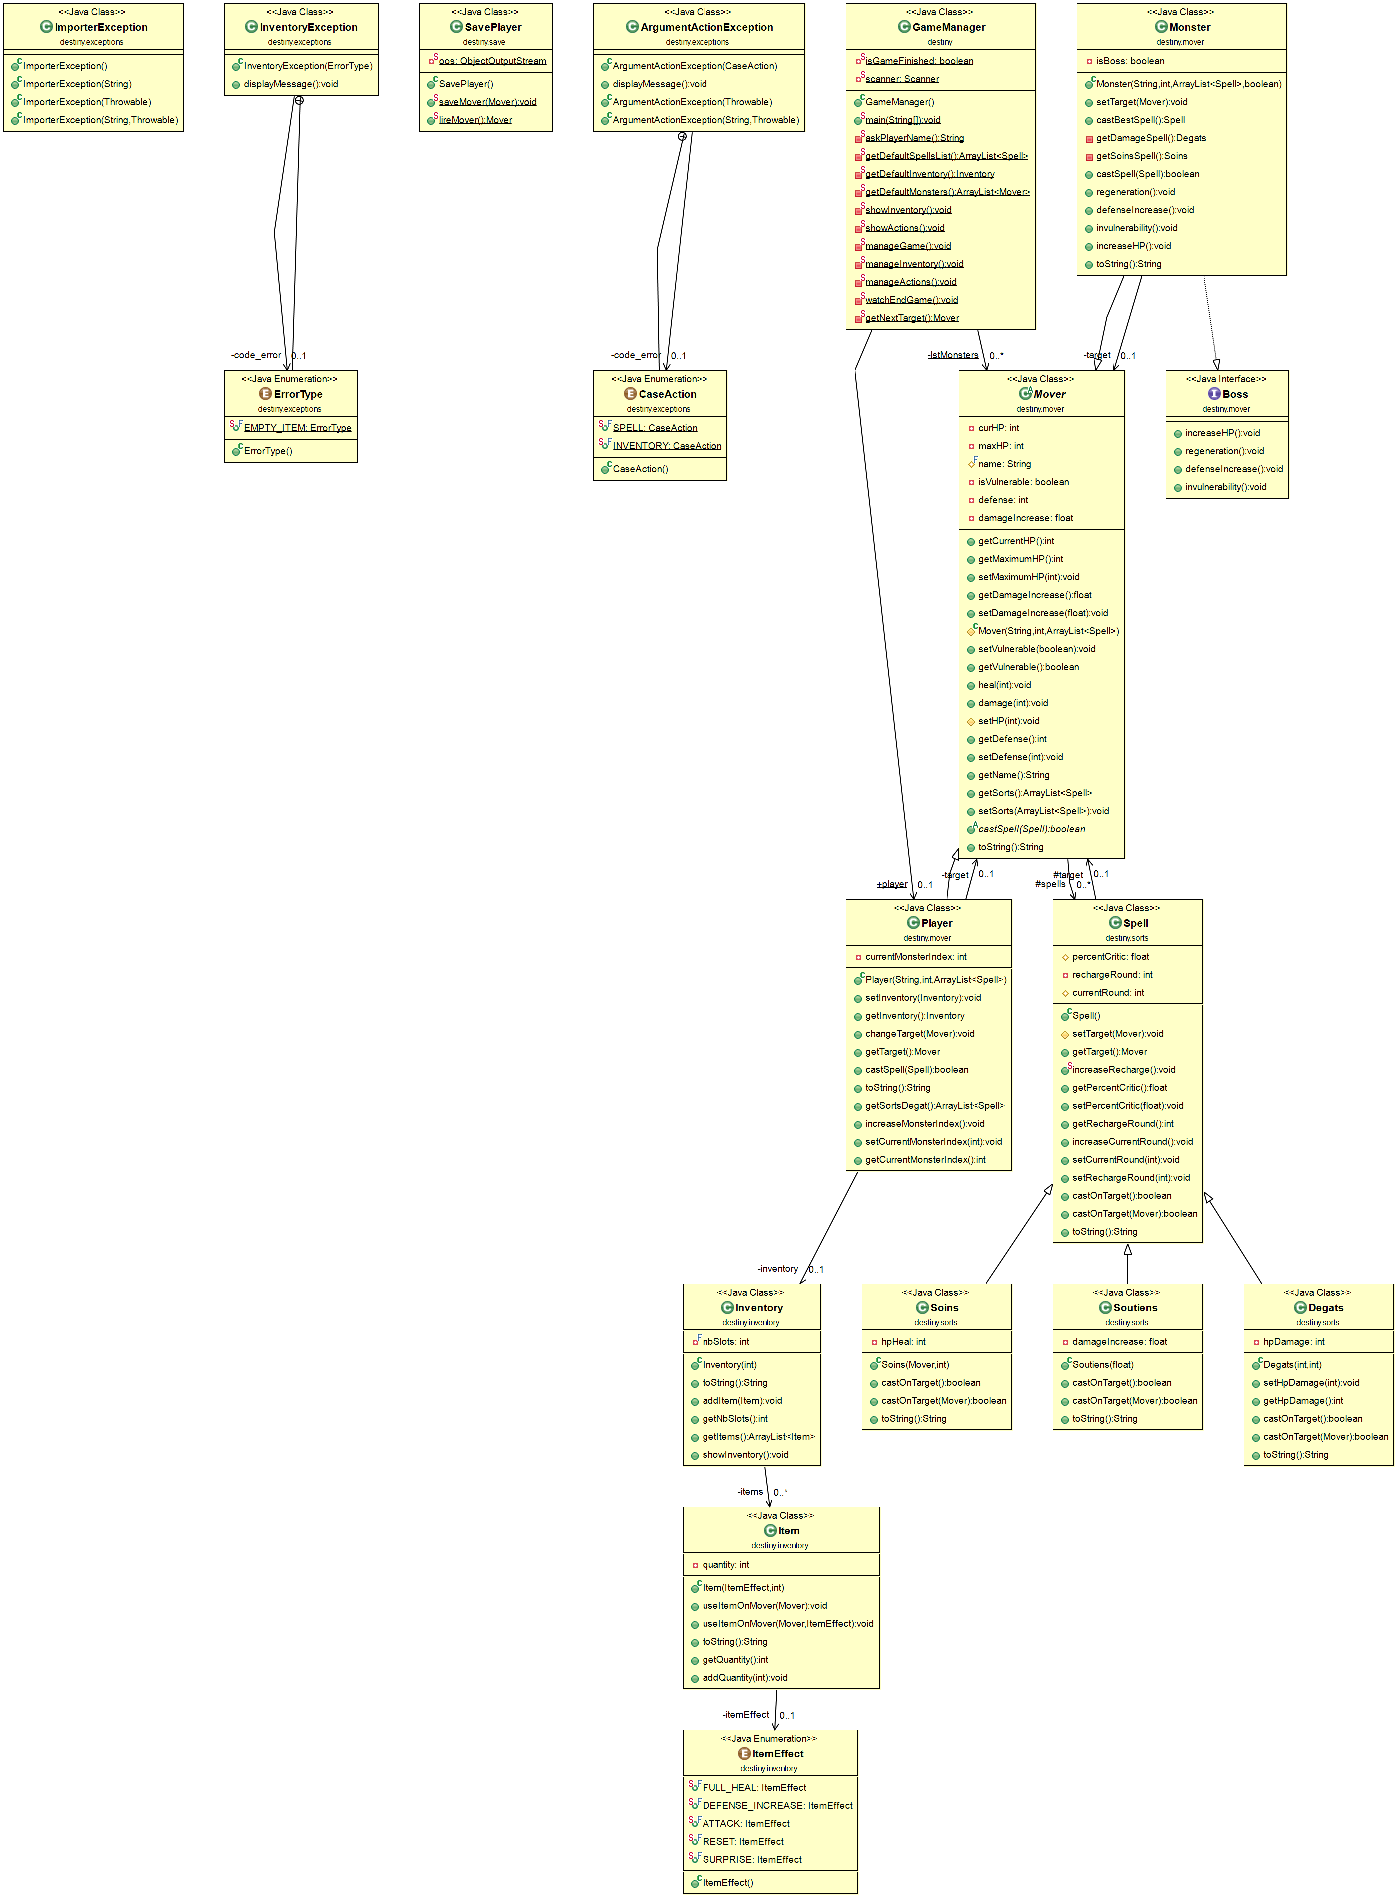 <<Java Class>>
ImporterException
destiny.exceptions
ImporterException()
ImporterException(String)
ImporterException(Throwable)
ImporterException(String,Throwable)
<<Java Class>>
InventoryException
destiny.exceptions
InventoryException(ErrorType)
displayMessage():void
<<Java Class>>
SavePlayer
destiny.save
oos: ObjectOutputStream
SavePlayer()
saveMover(Mover):void
lireMover():Mover
<<Java Class>>
ArgumentActionException
destiny.exceptions
ArgumentActionException(CaseAction)
displayMessage():void
ArgumentActionException(Throwable)
ArgumentActionException(String,Throwable)
<<Java Class>>
GameManager
destiny
isGameFinished: boolean
scanner: Scanner
GameManager()
main(String[]):void
askPlayerName():String
getDefaultSpellsList():ArrayList<Spell>
getDefaultInventory():Inventory
getDefaultMonsters():ArrayList<Mover>
showInventory():void
showActions():void
manageGame():void
manageInventory():void
manageActions():void
watchEndGame():void
getNextTarget():Mover
<<Java Class>>
Monster
destiny.mover
isBoss: boolean
Monster(String,int,ArrayList<Spell>,boolean)
setTarget(Mover):void
castBestSpell():Spell
getDamageSpell():Degats
getSoinsSpell():Soins
castSpell(Spell):boolean
regeneration():void
defenseIncrease():void
invulnerability():void
increaseHP():void
toString():String
-code_error 0..1
-code_error 0..1
-lstMonsters 0..*
-target 0..1
<<Java Enumeration>>
ErrorType
destiny.exceptions
EMPTY_ITEM: ErrorType
ErrorType()
<<Java Enumeration>>
CaseAction
destiny.exceptions
SPELL: CaseAction
INVENTORY: CaseAction
CaseAction()
<<Java Class>>
Mover
destiny.mover
curHP: int
maxHP: int
name: String
isVulnerable: boolean
defense: int
damageIncrease: float
getCurrentHP():int
getMaximumHP():int
setMaximumHP(int):void
getDamageIncrease():float
setDamageIncrease(float):void
Mover(String,int,ArrayList<Spell>)
setVulnerable(boolean):void
getVulnerable():boolean
heal(int):void
damage(int):void
setHP(int):void
getDefense():int
setDefense(int):void
getName():String
getSorts():ArrayList<Spell>
setSorts(ArrayList<Spell>):void
castSpell(Spell):boolean
toString():String
<<Java Interface>>
Boss
destiny.mover
increaseHP():void
regeneration():void
defenseIncrease():void
invulnerability():void
+player 0..1
-target 0..1
#target 0..1
#spells 0..*
<<Java Class>>
Player
destiny.mover
currentMonsterIndex: int
Player(String,int,ArrayList<Spell>)
setInventory(Inventory):void
getInventory():Inventory
changeTarget(Mover):void
getTarget():Mover
castSpell(Spell):boolean
toString():String
getSortsDegat():ArrayList<Spell>
increaseMonsterIndex():void
setCurrentMonsterIndex(int):void
getCurrentMonsterIndex():int
<<Java Class>>
Spell
destiny.sorts
percentCritic: float
rechargeRound: int
currentRound: int
Spell()
setTarget(Mover):void
getTarget():Mover
increaseRecharge():void
getPercentCritic():float
setPercentCritic(float):void
getRechargeRound():int
increaseCurrentRound():void
setCurrentRound(int):void
setRechargeRound(int):void
castOnTarget():boolean
castOnTarget(Mover):boolean
toString():String
-inventory 0..1
<<Java Class>>
Inventory
destiny.inventory
nbSlots: int
Inventory(int)
toString():String
addItem(Item):void
getNbSlots():int
getItems():ArrayList<Item>
showInventory():void
<<Java Class>>
Soins
destiny.sorts
hpHeal: int
Soins(Mover,int)
castOnTarget():boolean
castOnTarget(Mover):boolean
toString():String
<<Java Class>>
Soutiens
destiny.sorts
damageIncrease: float
Soutiens(float)
castOnTarget():boolean
castOnTarget(Mover):boolean
toString():String
<<Java Class>>
Degats
destiny.sorts
hpDamage: int
Degats(int,int)
setHpDamage(int):void
getHpDamage():int
castOnTarget():boolean
castOnTarget(Mover):boolean
toString():String
-items 0..*
<<Java Class>>
Item
destiny.inventory
quantity: int
Item(ItemEffect,int)
useItemOnMover(Mover):void
useItemOnMover(Mover,ItemEffect):void
toString():String
getQuantity():int
addQuantity(int):void
-itemEffect 0..1
<<Java Enumeration>>
ItemEffect
destiny.inventory
FULL_HEAL: ItemEffect
DEFENSE_INCREASE: ItemEffect
ATTACK: ItemEffect
RESET: ItemEffect
SURPRISE: ItemEffect
ItemEffect()